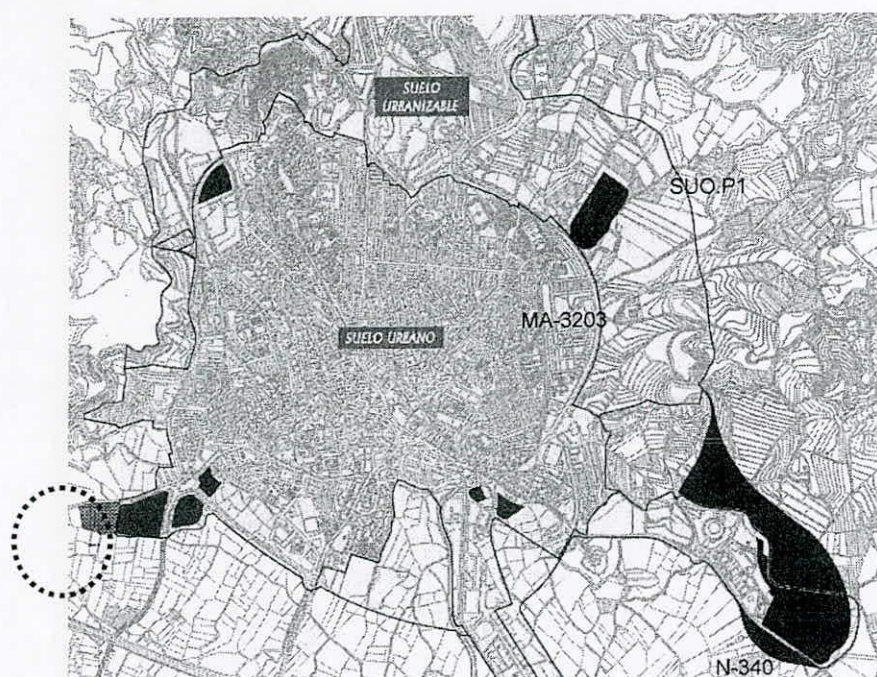 SUELO
URBANIZABLE
SUO.P1
MA-3203
SUELO URBANO
N-340